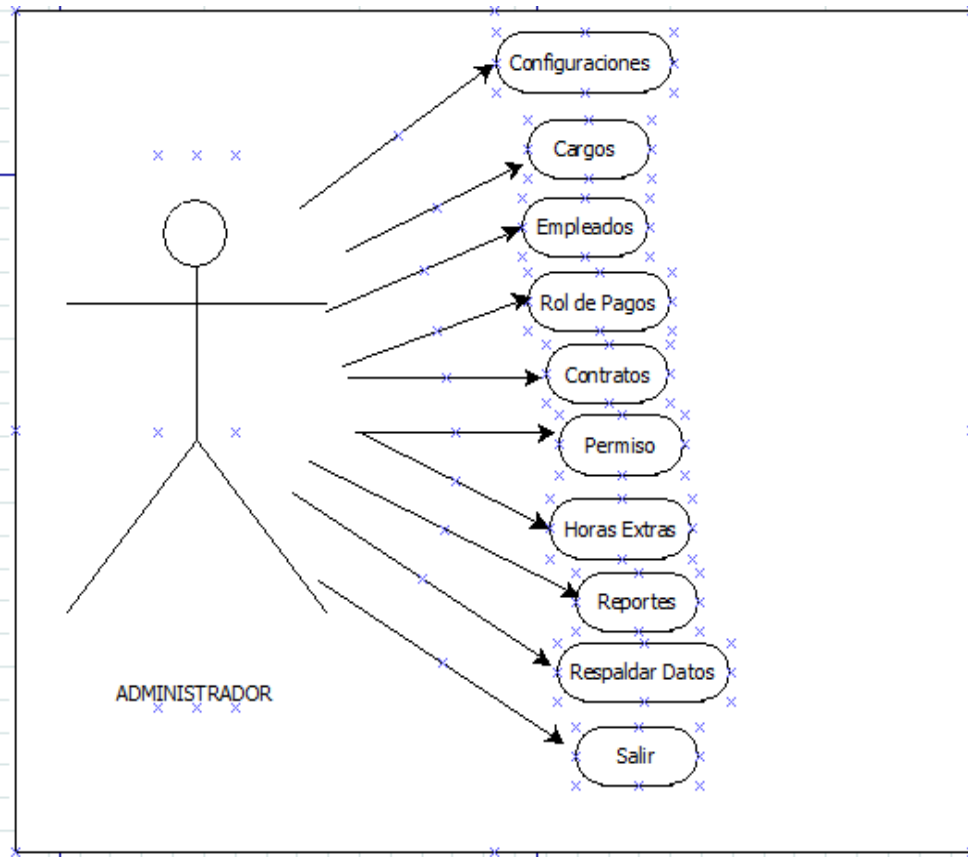 Configuraciones
Cargos
Empleados
Rol de Pagos
Contratos
Permiso
Horas Extras
Reportes
Respaldar Datos
Salir
ADMINISTRADOR